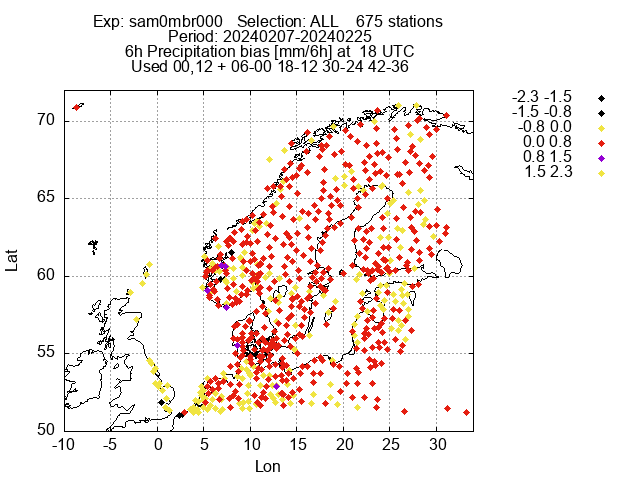 Exp: sam0mbr000   Selection: ALL    675 stations
Period: 20240207-20240225
6h Precipitation bias [mm/6h] at  18 UTC
Used 00,12 + 06-00 18-12 30-24 42-36
-2.3 -1.5
-1.5 -0.8
-0.8 0.0
0.0 0.8
0.8 1.5
1.5 2.3
70
65
60
55
50
Lat
-10 -5 0 5 10 15 20 25 30
Lon